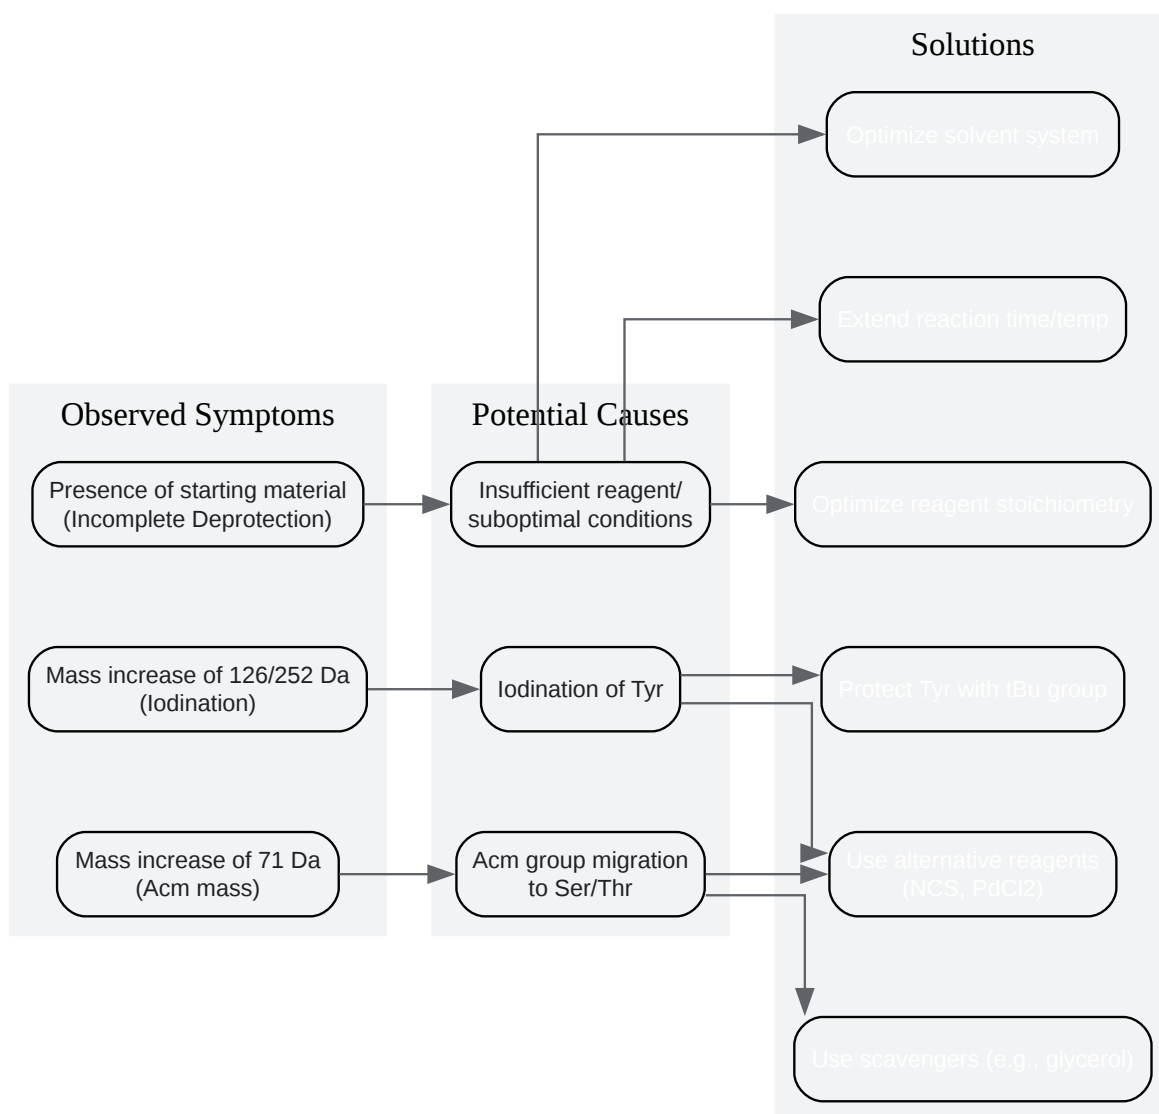 Solutions
Optimize solvent system
Extend reaction time/temp
Observed Symptoms
Potential Causes
Presence of starting material
(Incomplete Deprotection)
Insufficient reagent/
suboptimal conditions
Optimize reagent stoichiometry
Mass increase of 126/252 Da
(Iodination)
Iodination of Tyr
Protect Tyr with tBu group
Mass increase of 71 Da
(Acm mass)
Acm group migration
to Ser/Thr
Use alternative reagents
(NCS, PdCl2)
Use scavengers (e.g., glycerol)